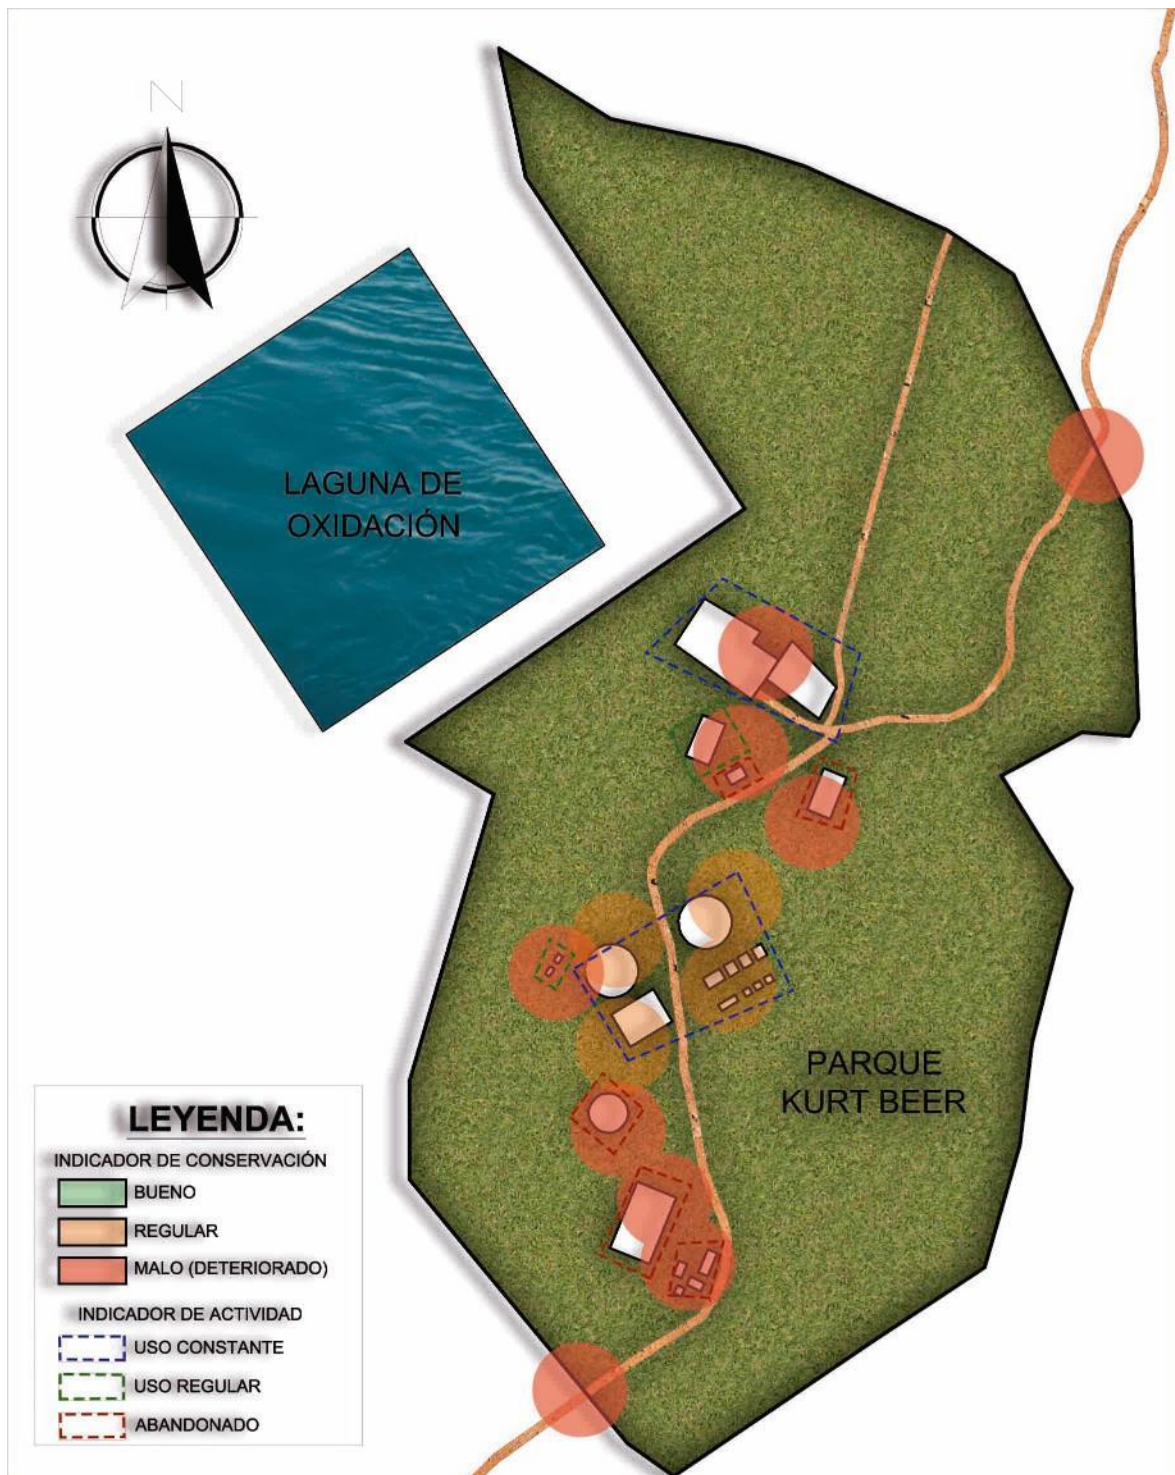 N
LAGUNA DE
OXIDACIÓN
PARQUE
KURT BEER
LEYENDA:
INDICADOR DE CONSERVACIÓN
BUENO
REGULAR
MALO (DETERIORADO)
INDICADOR DE ACTIVIDAD
USO CONSTANTE
USO REGULAR
ABANDONADO